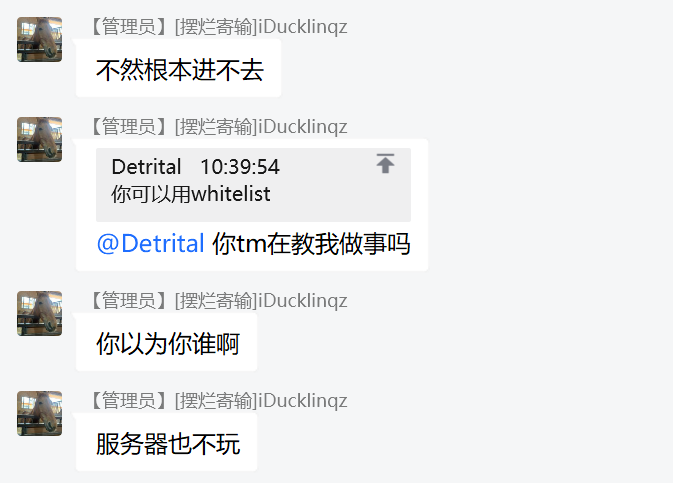 【管理员】[摆烂寄输]iDucklinqz
不然根本进不去
【管理员】[摆烂寄输]iDucklinqz
Detrital 10:39:54
你可以用whitelist
@Detrital 你tm在教我做事吗
【管理员】[摆烂寄输]iDucklinqz
你以为你谁啊
【管理员】[摆烂寄输]iDucklinqz
服务器也不玩